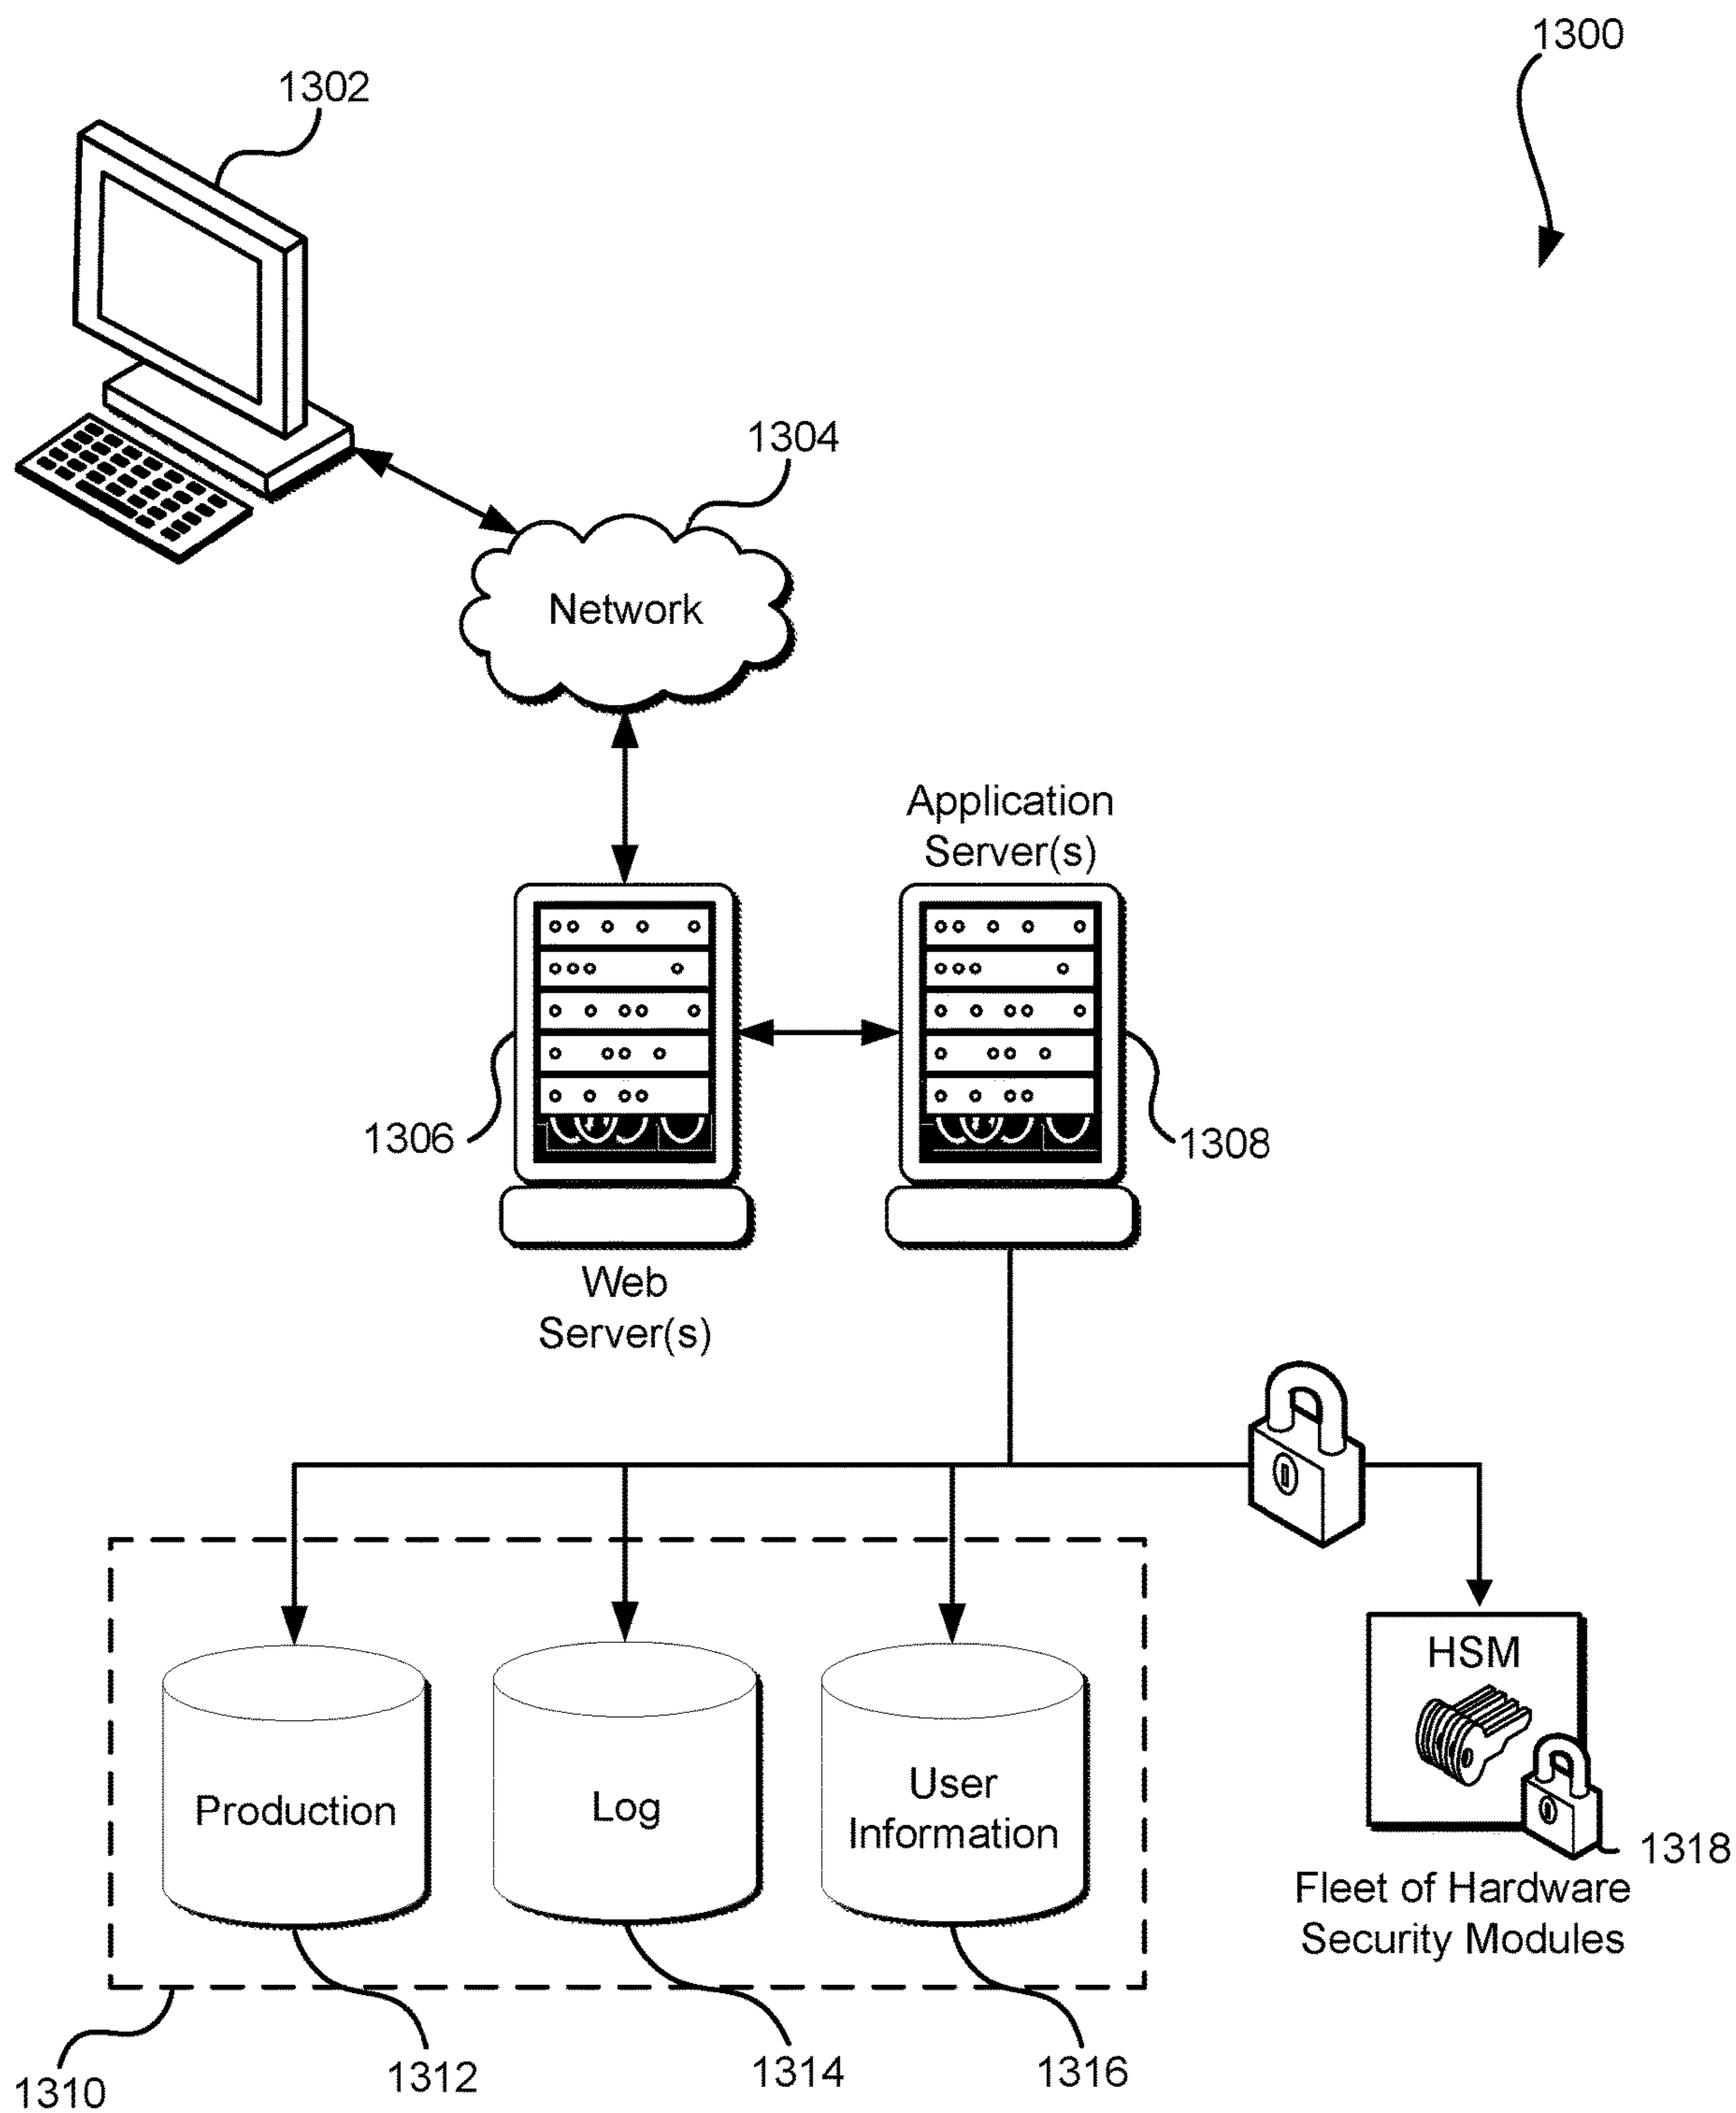 1300
1302
1304
Network
Application
Server(s)
1306
1308
Web
Server(s)
HSM
Production
Log
User
Information
1318
Fleet of Hardware
Security Modules
1310
1312
1314
1316